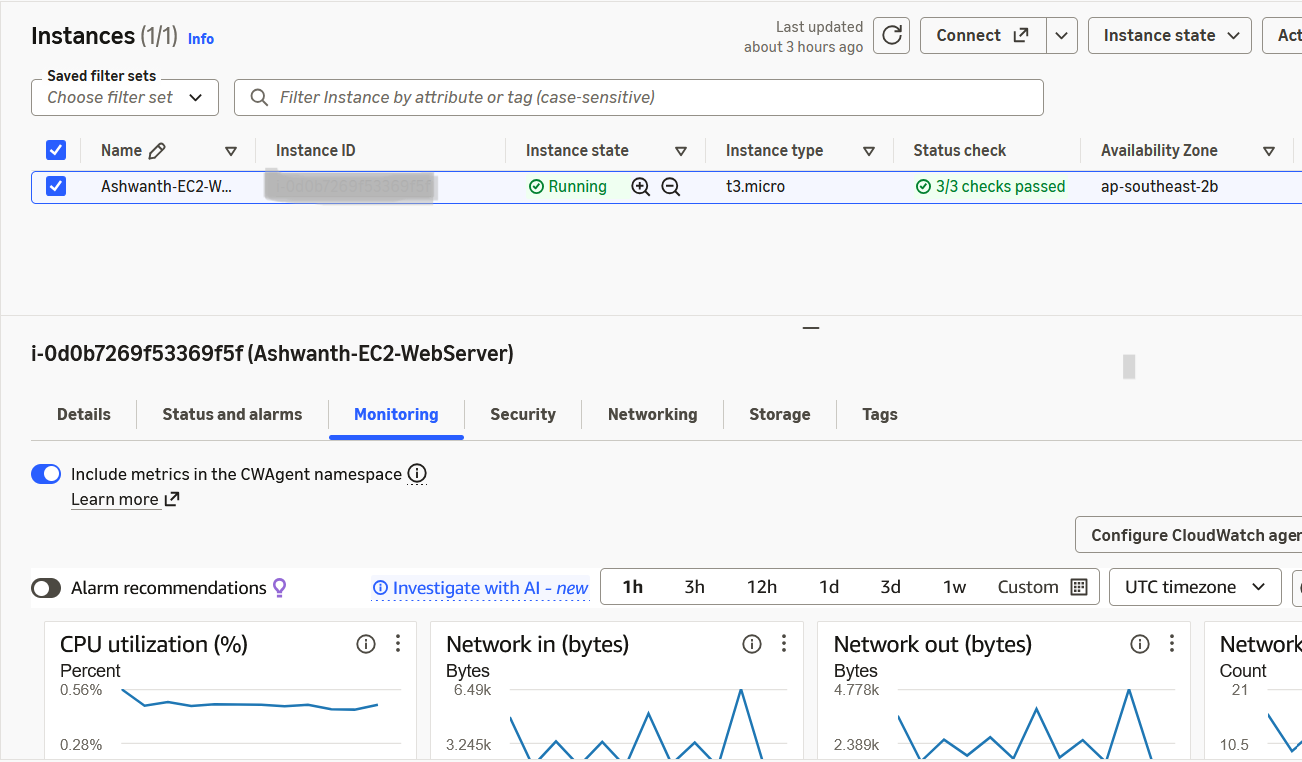 Instances (1/1) Info
Last updated
about 3 hours ago
Connect
Instance state
Act
Saved filter sets
Choose filter set
Filter Instance by attribute or tag (case-sensitive)
Name Instance ID Instance state Instance type Status check Availability Zone
Ashwanth-EC2-W... Running t3.micro 3/3 checks passed ap-southeast-2b
i-0d0b7269f53369f5f (Ashwanth-EC2-WebServer)
Details Status and alarms Monitoring Security Networking Storage Tags
Include metrics in the CWAgent namespace
Learn more
Configure CloudWatch agen
Alarm recommendations Investigate with AI - new 1h 3h 12h 1d 3d 1w Custom UTC timezone
CPU utilization (%)
Percent
0.56%
0.28%
Network in (bytes)
Bytes
6.49k
3.245k
Network out (bytes)
Bytes
4.778k
2.389k
Network
Count
21
10.5